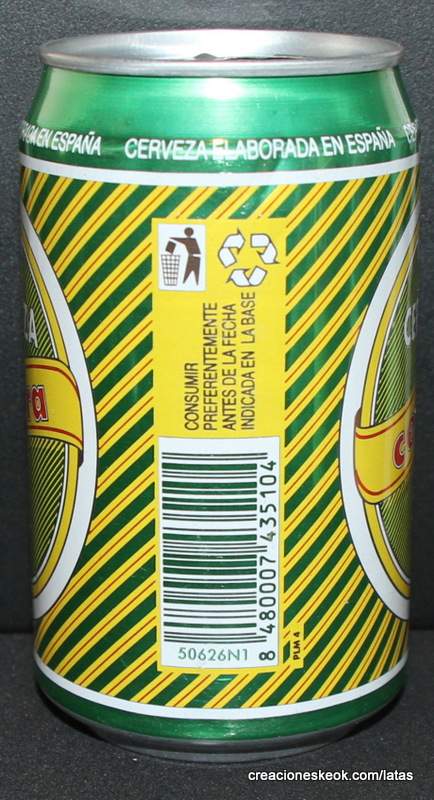 EN ESPAÑA CERVEZA ELABORADA EN ESPAÑA
CONSUMIR
PREFERENTEMENTE
ANTES DE LA FECHA
INDICADA EN LA BASE
50626N1
8 480007 435104
PLM 4
creacioneskeok.com/latas